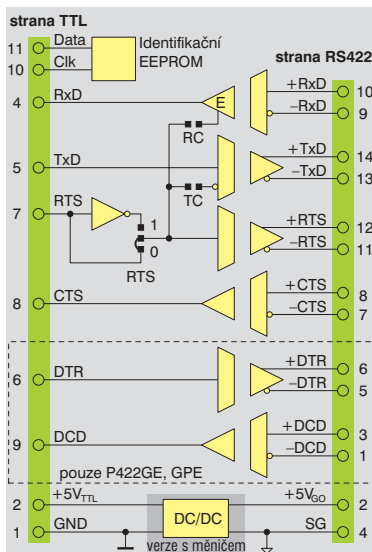 strana TTL
strana RS422
11 Data
Identifikační
EEPROM
10 Clk
4 RxD
E
+RxD 10
−RxD 9
RC
5 TxD
+TxD 14
−TxD 13
TC
7 RTS
1
0
RTS
+RTS 12
−RTS 11
8 CTS
+CTS 8
−CTS 7
6 DTR
+DTR 6
−DTR 5
9 DCD
+DCD 3
−DCD 1
pouze P422GE, GPE
2 +5VTTL
DC/DC
+5VGO 2
1 GND
SG 4
verze s měničem